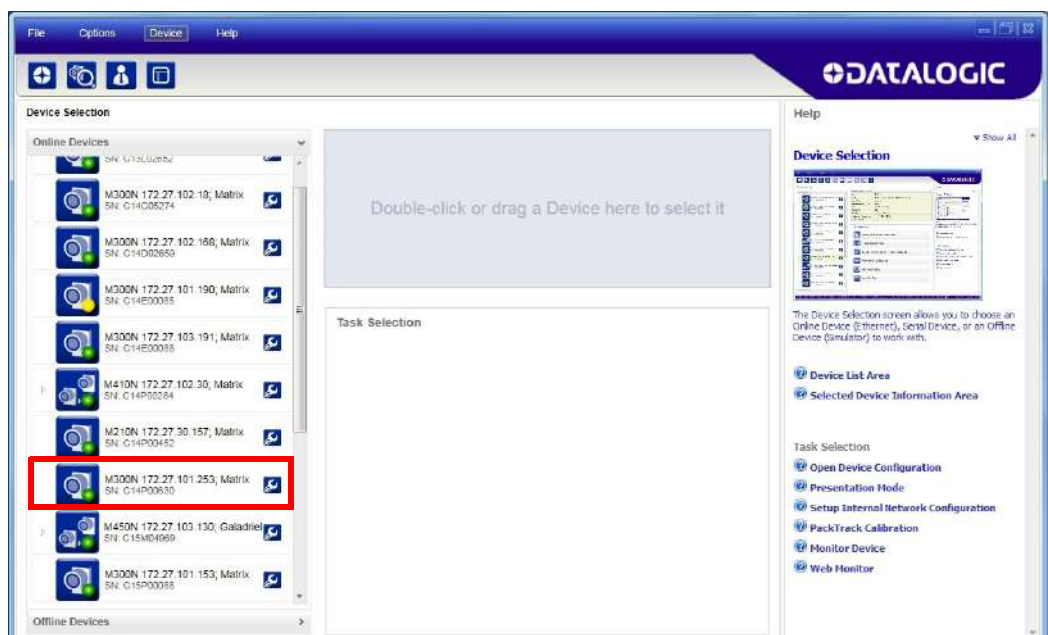 File Options Device Help
DATALOGIC
Device Selection
Online Devices
SN: C13L02682
M300N 172.27.102.18; Matrix
SN: C14C05274
M300N 172.27.102.168; Matrix
SN: C14D02659
M300N 172.27.101.190; Matrix
SN: C14E00085
M300N 172.27.103.191; Matrix
SN: C14E00088
M410N 172.27.102.30; Matrix
SN: C14P00284
M210N 172.27.30.157; Matrix
SN: C14P00452
M300N 172.27.101.253; Matrix
SN: C14P00630
M450N 172.27.103.130; Galadriel
SN: C15M04969
M300N 172.27.101.153; Matrix
SN: C15P00088
Offline Devices
Double-click or drag a Device here to select it
Task Selection
Help
Show All
Device Selection
The Device Selection screen allows you to choose an
Online Device (Ethernet), Serial Device, or an Offline
Device (Simulator) to work with.
Device List Area
Selected Device Information Area
Task Selection
Open Device Configuration
Presentation Mode
Setup Internal Network Configuration
PackTrack Calibration
Monitor Device
Web Monitor